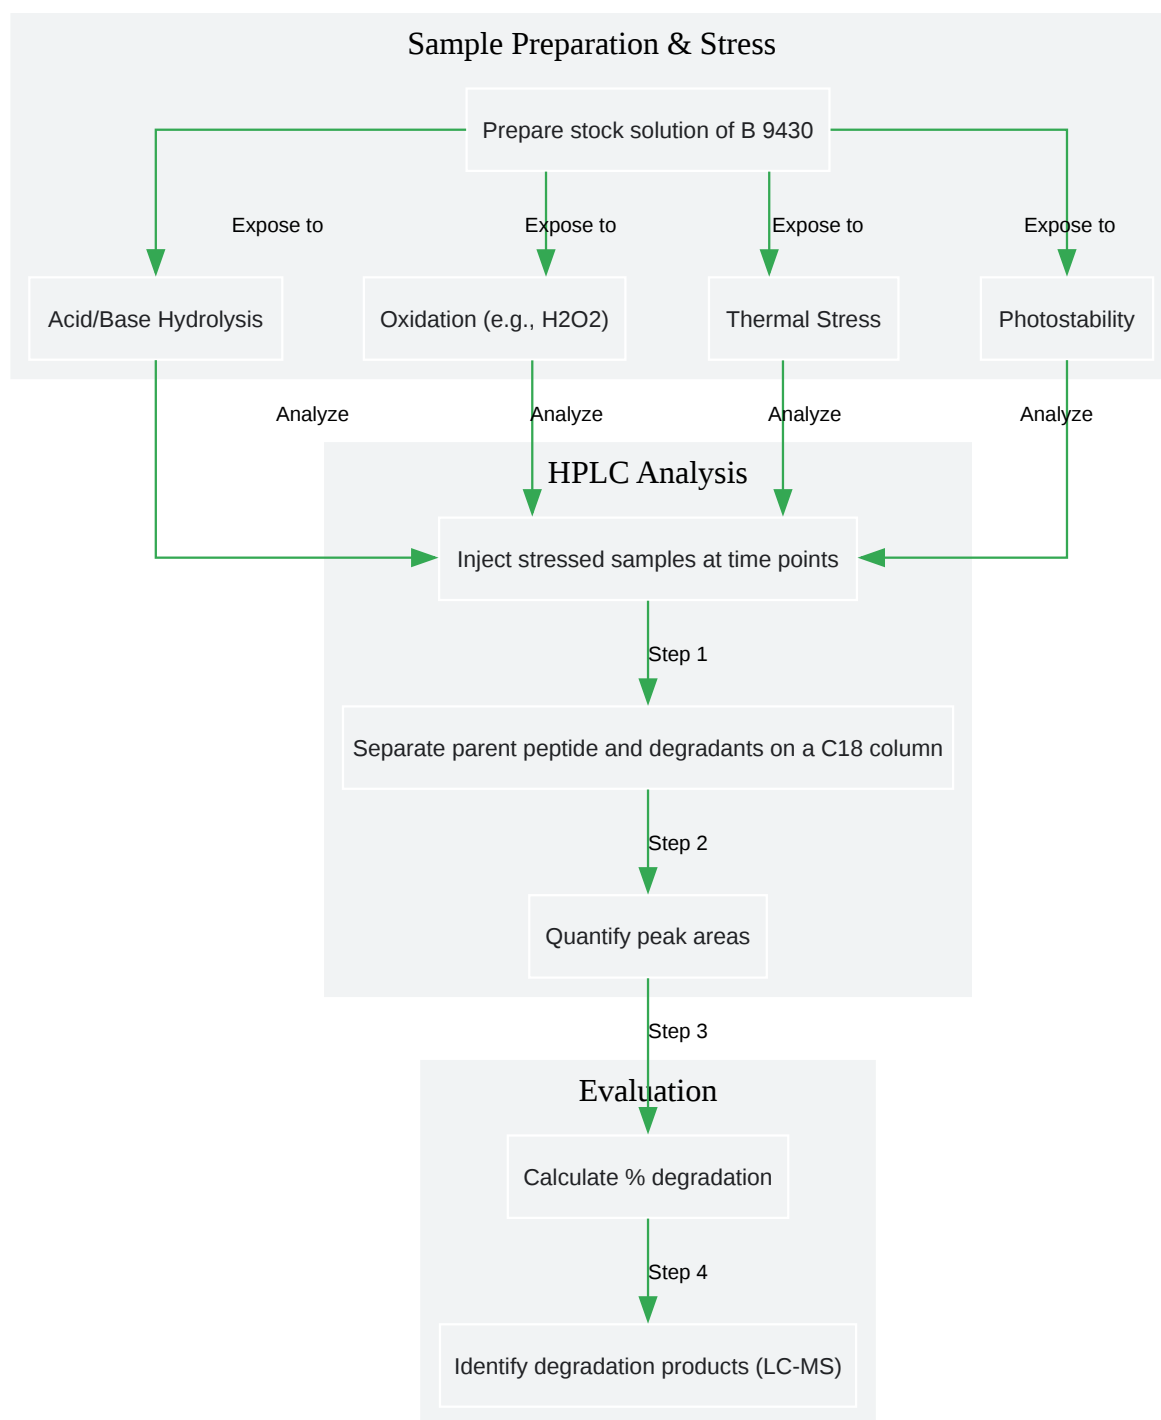 Sample Preparation & Stress
Prepare stock solution of B 9430
Expose to
Expose to
Expose to
Expose to
Acid/Base Hydrolysis
Oxidation (e.g., H2O2)
Thermal Stress
Photostability
Analyze
Analyze
Analyze
Analyze
HPLC Analysis
Inject stressed samples at time points
Step 1
Separate parent peptide and degradants on a C18 column
Step 2
Quantify peak areas
Step 3
Evaluation
Calculate % degradation
Step 4
Identify degradation products (LC-MS)